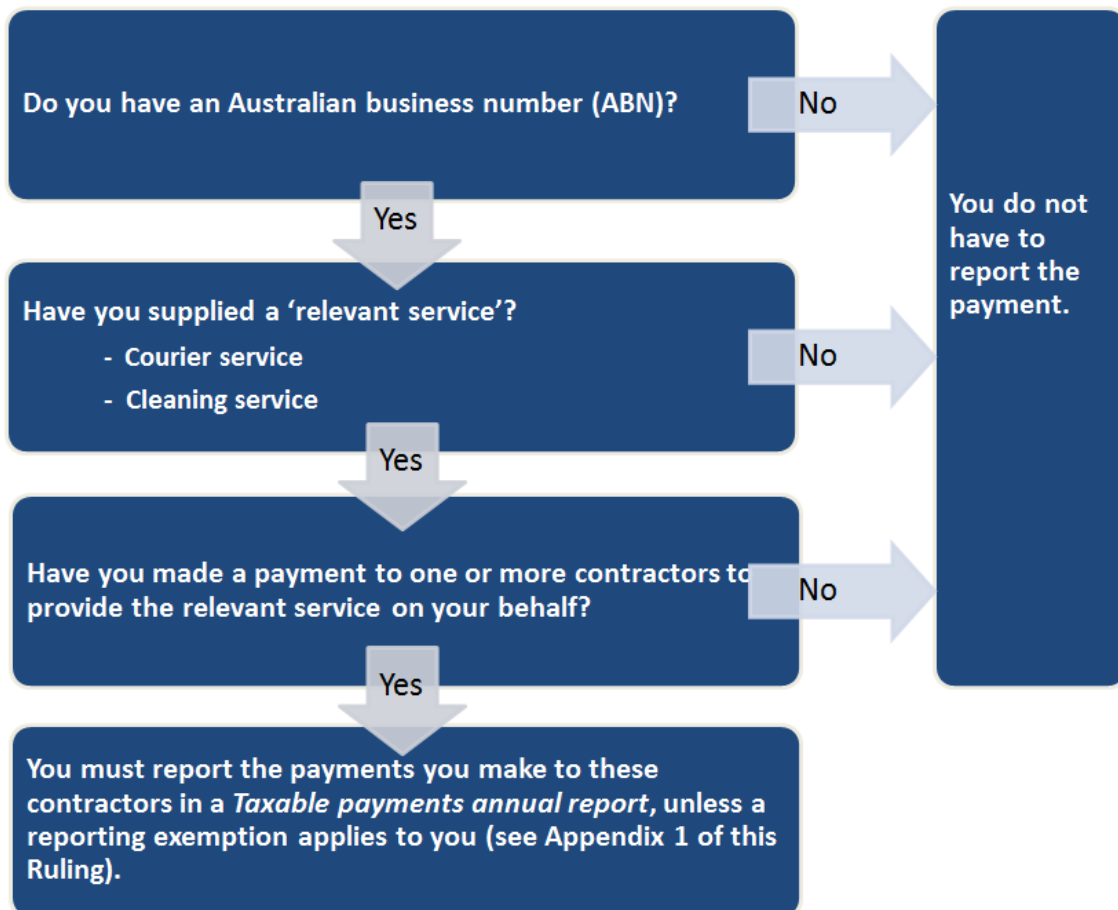 Do you have an Australian business number (ABN)?
No
Yes
You do not
have to
report the
payment.
Have you supplied a ‘relevant service’?
- Courier service
- Cleaning service
No
Yes
Have you made a payment to one or more contractors to
provide the relevant service on your behalf?
No
Yes
You must report the payments you make to these
contractors in a Taxable payments annual report, unless a
reporting exemption applies to you (see Appendix 1 of this
Ruling).